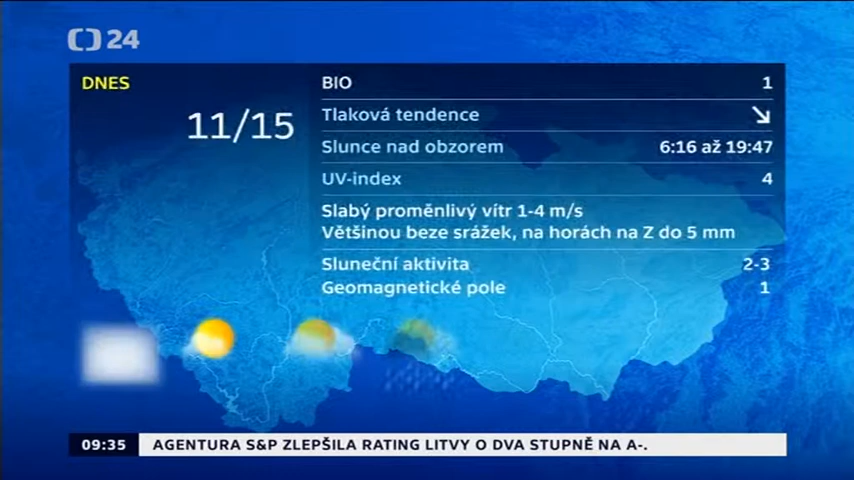 24
DNES
11/15
BIO 1
Tlaková tendence
Slunce nad obzorem 6:16 až 19:47
UV-index 4
Slabý proměnlivý vítr 1-4 m/s
Většinou beze srážek, na horách na Z do 5 mm
Sluneční aktivita 2-3
Geomagnetické pole 1
09:35 AGENTURA S&P ZLEPŠILA RATING LITVY O DVA STUPNĚ NA A-.